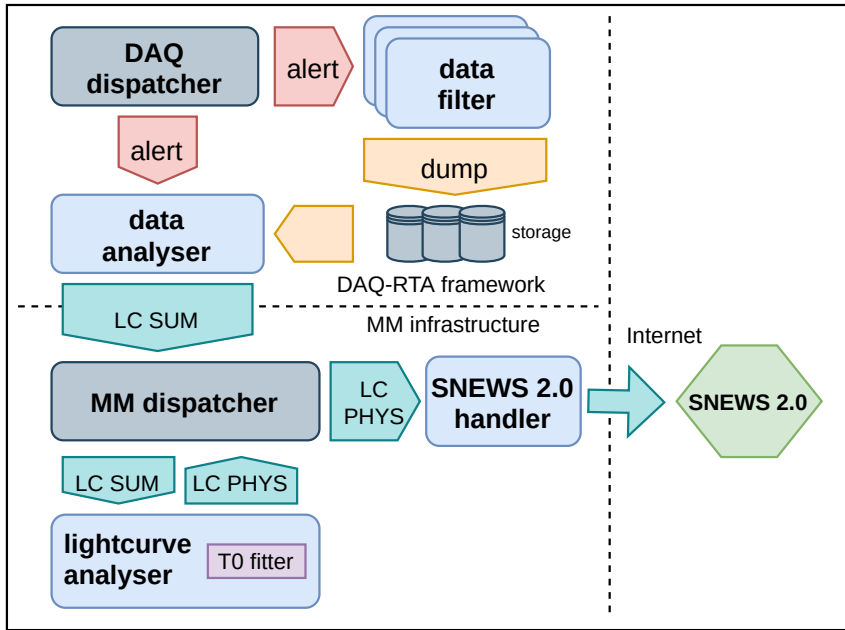 DAQ
dispatcher
alert
data
filter
alert
dump
data
analyser
storage
DAQ-RTA framework
LC SUM
MM infrastructure
Internet
MM dispatcher
LC
PHYS
SNEWS 2.0
handler
SNEWS 2.0
LC SUM
LC PHYS
lightcurve
analyser
T0 fitter